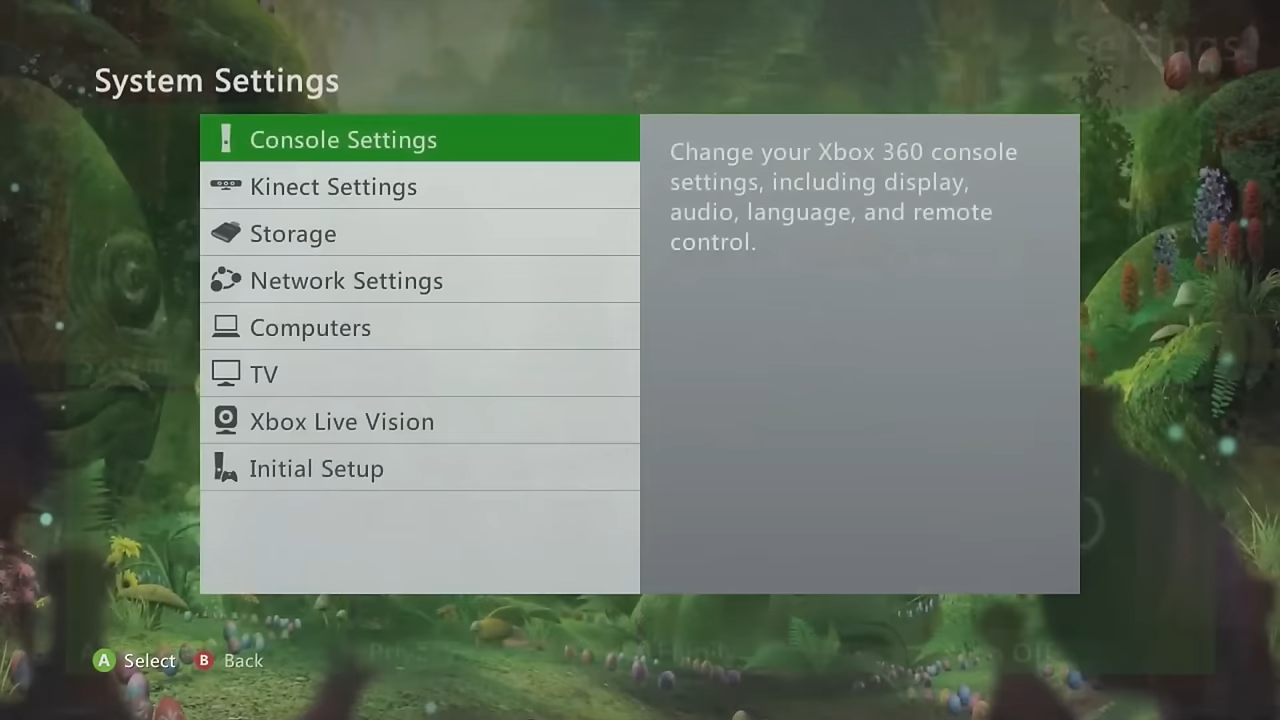 settings
System Settings
Console Settings
Kinect Settings
Storage
Network Settings
Computers
TV
Xbox Live Vision
Initial Setup
Change your Xbox 360 console
settings, including display,
audio, language, and remote
control.
A Select B Back